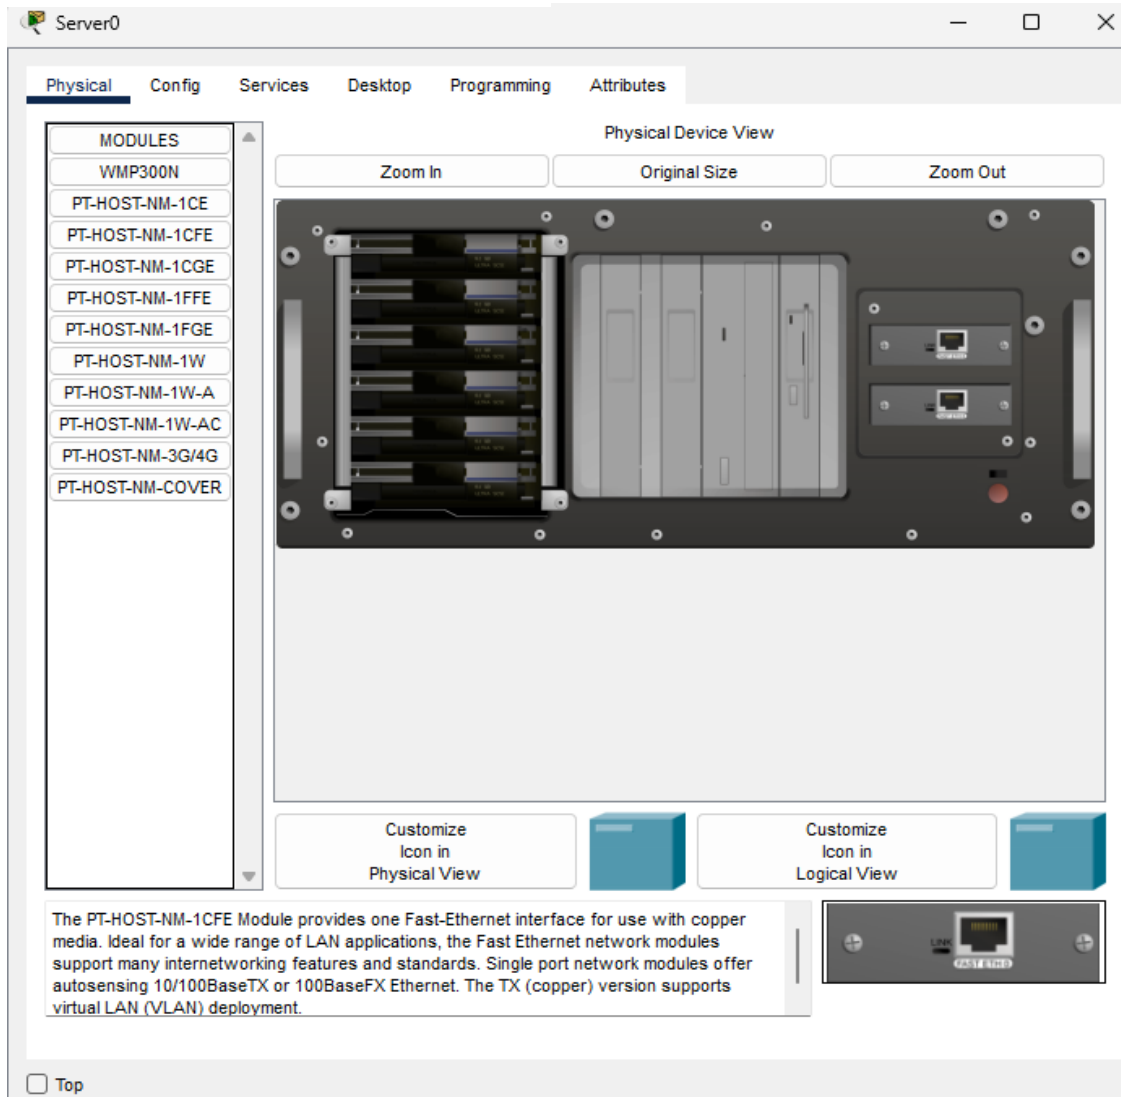 Server0
Physical Config Services Desktop Programming Attributes
MODULES
WMP300N
PT-HOST-NM-1CE
PT-HOST-NM-1CFE
PT-HOST-NM-1CGE
PT-HOST-NM-1FFE
PT-HOST-NM-1FGE
PT-HOST-NM-1W
PT-HOST-NM-1W-A
PT-HOST-NM-1W-AC
PT-HOST-NM-3G/4G
PT-HOST-NM-COVER
Physical Device View
Zoom In Original Size Zoom Out
Customize
Icon in
Physical View
Customize
Icon in
Logical View
The PT-HOST-NM-1CFE Module provides one Fast-Ethernet interface for use with copper
media. Ideal for a wide range of LAN applications, the Fast Ethernet network modules
support many internetworking features and standards. Single port network modules offer
autosensing 10/100BaseTX or 100BaseFX Ethernet. The TX (copper) version supports
virtual LAN (VLAN) deployment.
LINK
FAST ETH 0
Top